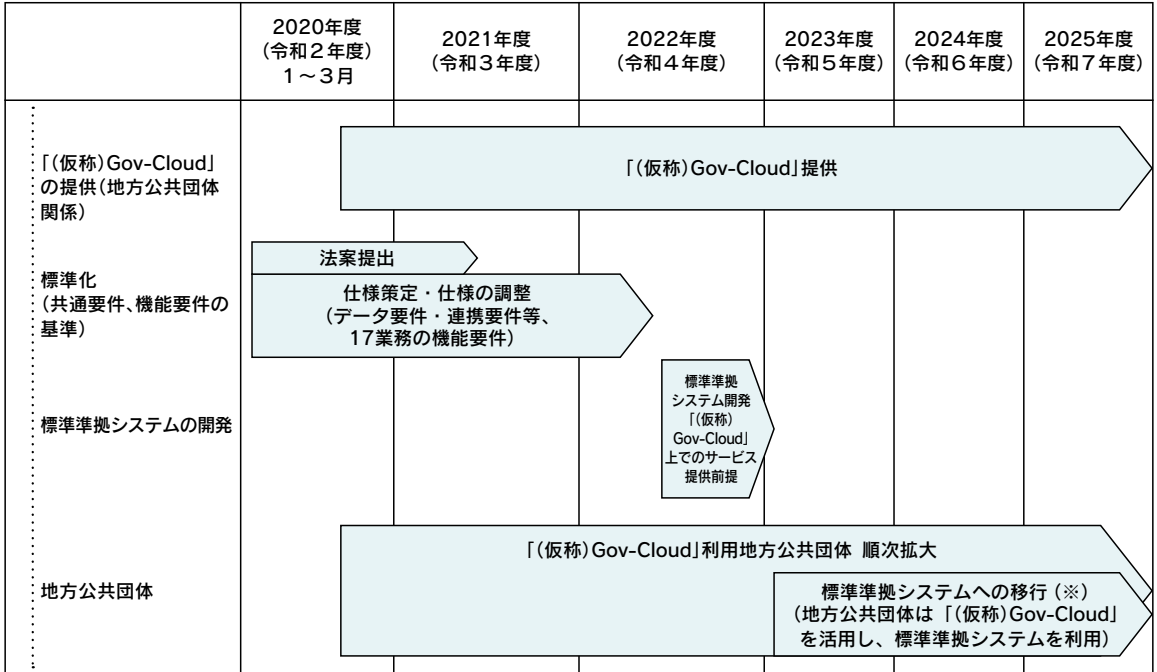 2020年度
(令和２年度)
１～３月
2021年度
(令和３年度)
2022年度
(令和４年度)
2023年度
(令和５年度)
2024年度
(令和６年度)
2025年度
(令和７年度)
「(仮称)Gov-Cloud」
の提供(地方公共団体
関係)
「(仮称)Gov-Cloud」提供
標準化
(共通要件、機能要件の
基準)
法案提出
仕様策定・仕様の調整
(データ要件・連携要件等、
17業務の機能要件)
標準準拠システムの開発
標準準拠
システム開発
「(仮称)
Gov-Cloud」
上でのサービス
提供前提
地方公共団体
「(仮称)Gov-Cloud」利用地方公共団体 順次拡大
標準準拠システムへの移行(※)
(地方公共団体は「(仮称)Gov-Cloud」
を活用し、標準準拠システムを利用)